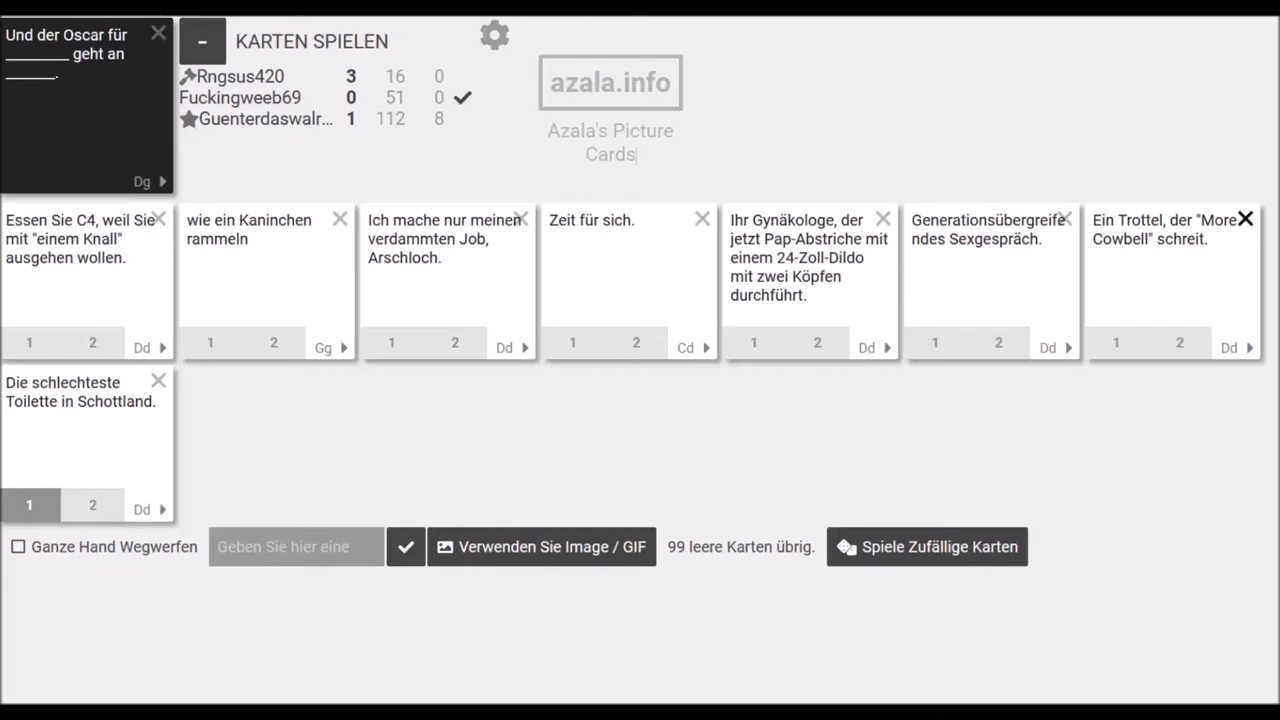 Und der Oscar für
________ geht an
______.
Dg
-
KARTEN SPIELEN
Rngsus420 3 16 0
Fuckingweeb69 0 51 0
Guenterdaswalr... 1 112 8
azala.info
Azala's Picture
Cards
Essen Sie C4, weil Sie
mit "einem Knall"
ausgehen wollen.
1 2 Dd
wie ein Kaninchen
rammeln
1 2 Gg
Ich mache nur meinen
verdammten Job,
Arschloch.
1 2 Dd
Zeit für sich.
1 2 Cd
Ihr Gynäkologe, der
jetzt Pap-Abstriche mit
einem 24-Zoll-Dildo
mit zwei Köpfen
durchführt.
1 2 Dd
Generationsübergreife
ndes Sexgespräch.
1 2 Dd
Ein Trottel, der "More
Cowbell" schreit.
1 2 Dd
Die schlechteste
Toilette in Schottland.
1 2 Dd
Ganze Hand Wegwerfen
Geben Sie hier eine
Verwenden Sie Image / GIF
99 leere Karten übrig.
Spiele Zufällige Karten